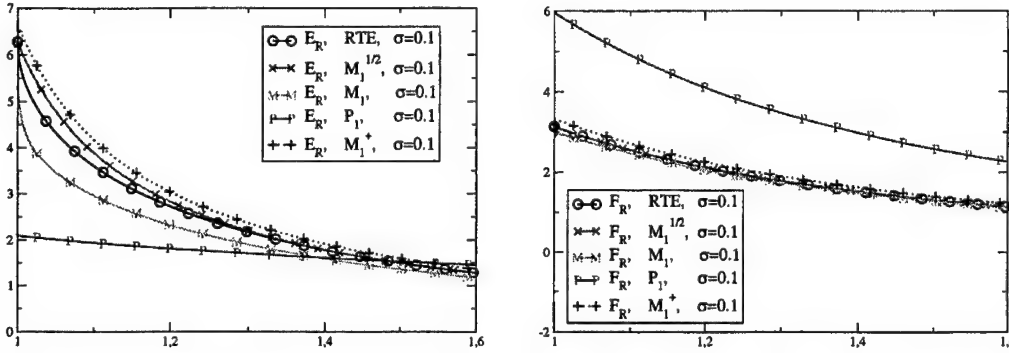 7
6
5
4
3
2
1
0
1
1,2
1,4
1,6
E_R, RTE, σ=0.1
E_R, M_1^{1/2}, σ=0.1
M-M E_R, M_1, σ=0.1
P-P E_R, P_1, σ=0.1
E_R, M_1^+, σ=0.1
6
4
2
0
-2
1
1,2
1,4
1,
F_R, RTE, σ=0.1
F_R, M_1^{1/2}, σ=0.1
M-M F_R, M_1, σ=0.1
P-P F_R, P_1, σ=0.1
F_R, M_1^+, σ=0.1